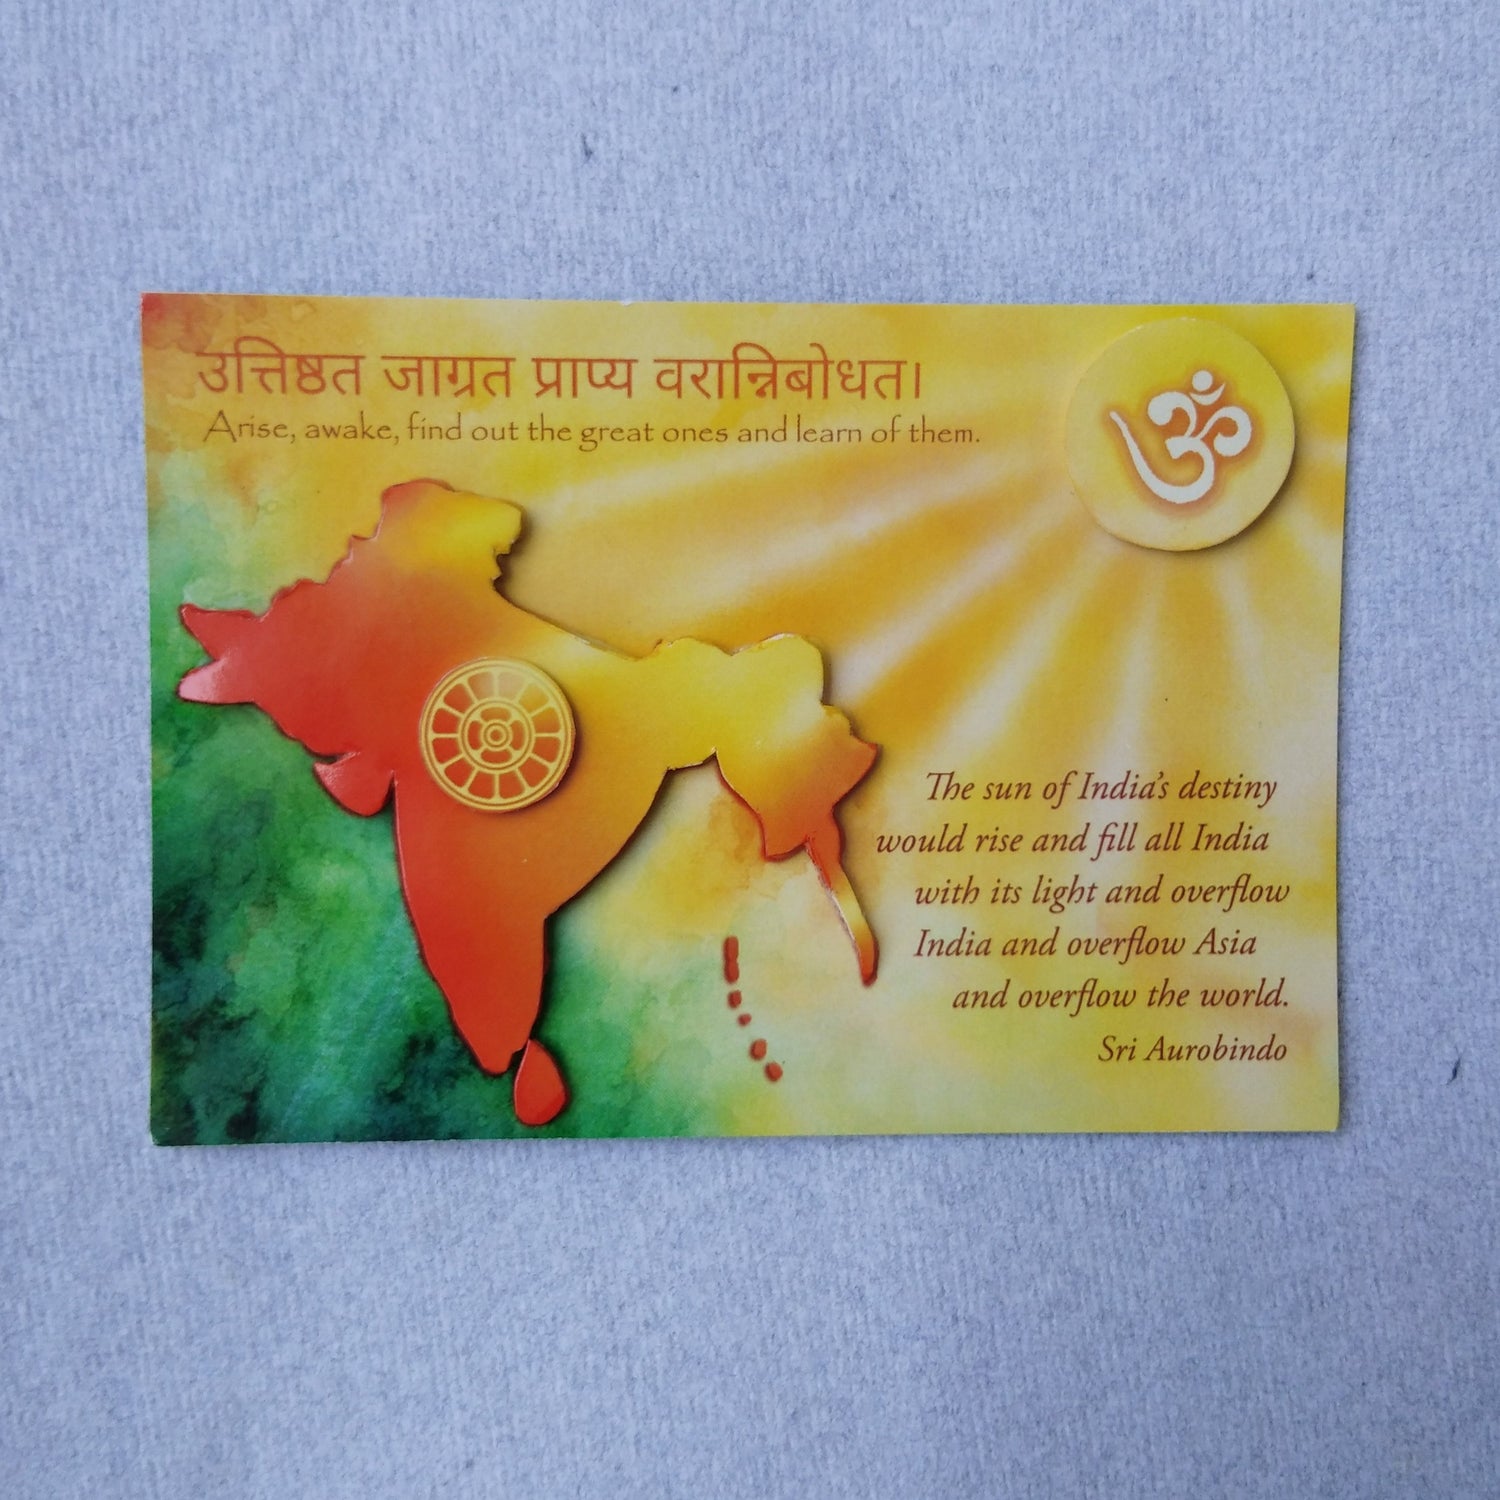 उत्तिष्ठत जाग्रत प्राप्य वरान्निबोधत।
Arise, awake, find out the great ones and learn of them.
ॐ
The sun of India's destiny
would rise and fill all India
with its light and overflow
India and overflow Asia
and overflow the world.
Sri Aurobindo